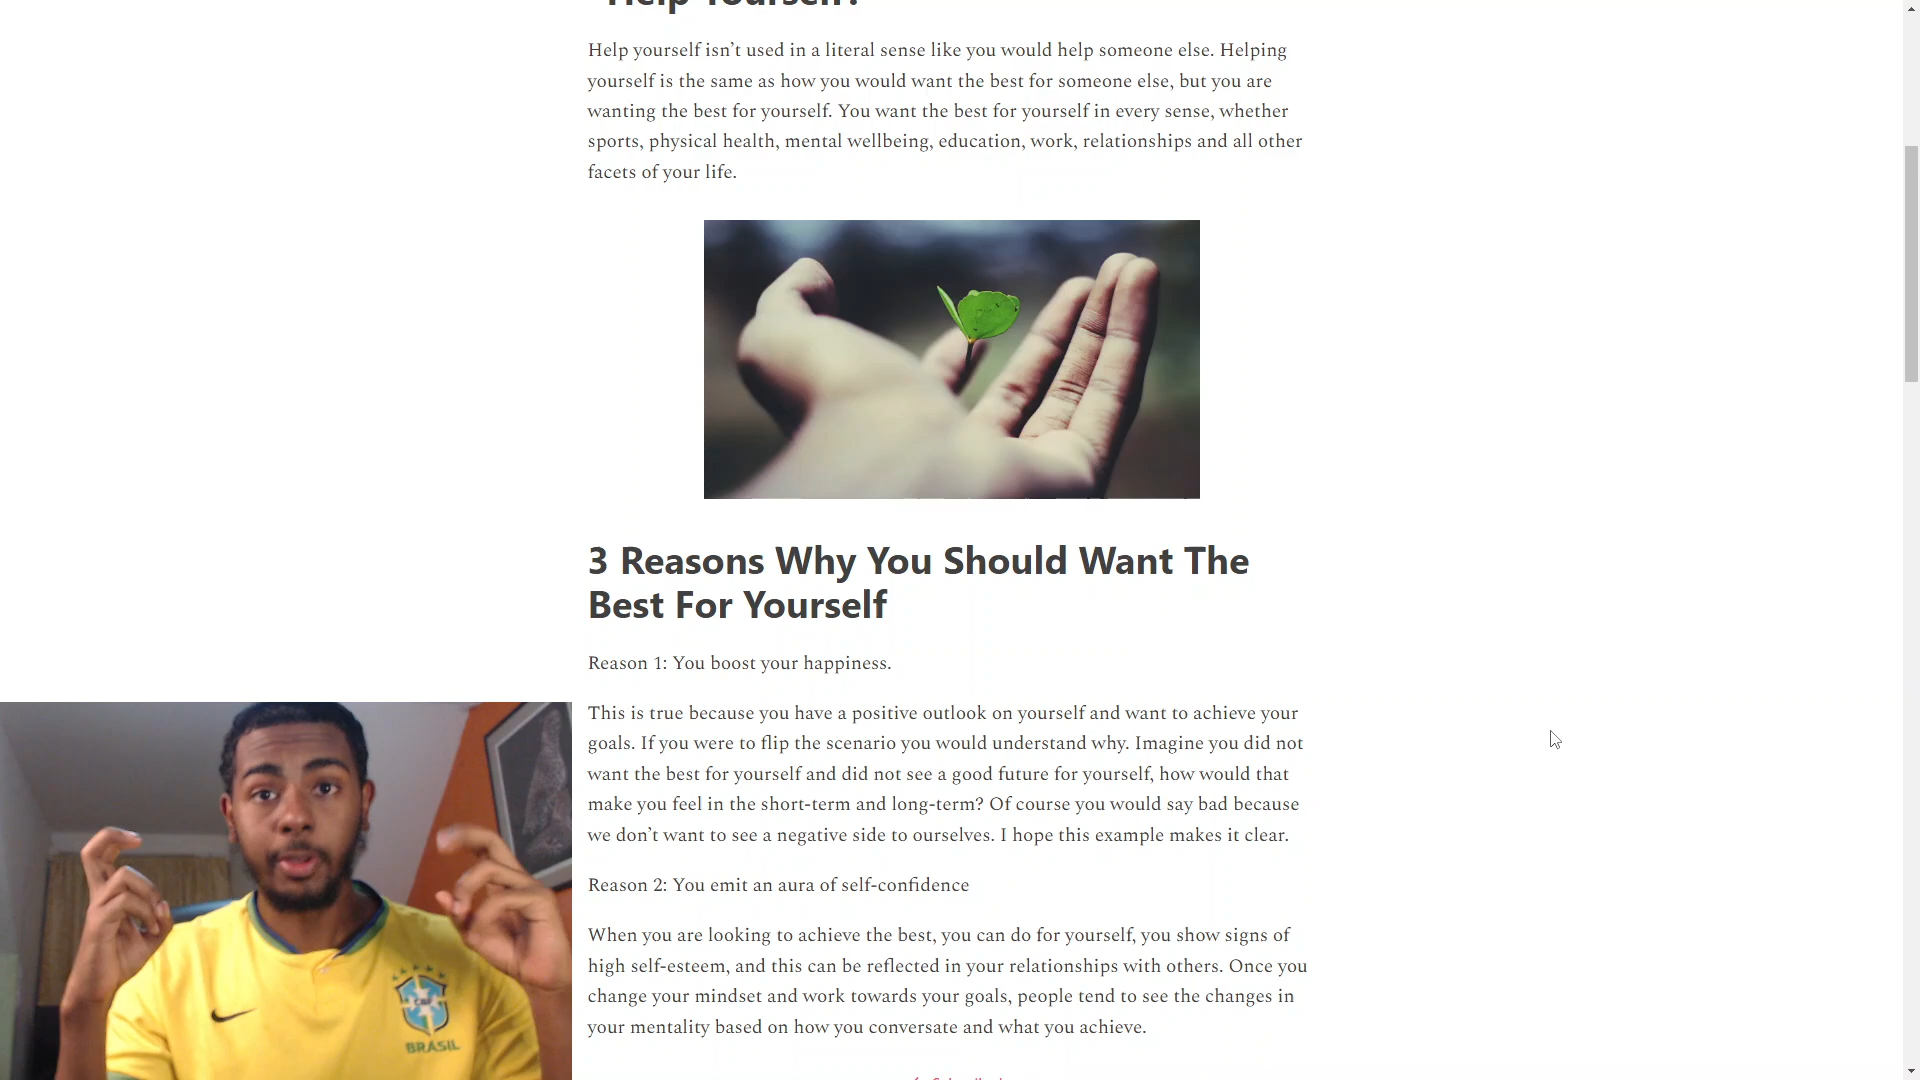 "Help Yourself?
Help yourself isn’t used in a literal sense like you would help someone else. Helping
yourself is the same as how you would want the best for someone else, but you are
wanting the best for yourself. You want the best for yourself in every sense, whether
sports, physical health, mental wellbeing, education, work, relationships and all other
facets of your life.
3 Reasons Why You Should Want The
Best For Yourself
Reason 1: You boost your happiness.
This is true because you have a positive outlook on yourself and want to achieve your
goals. If you were to flip the scenario you would understand why. Imagine you did not
want the best for yourself and did not see a good future for yourself, how would that
make you feel in the short-term and long-term? Of course you would say bad because
we don’t want to see a negative side to ourselves. I hope this example makes it clear.
Reason 2: You emit an aura of self-confidence
When you are looking to achieve the best, you can do for yourself, you show signs of
high self-esteem, and this can be reflected in your relationships with others. Once you
change your mindset and work towards your goals, people tend to see the changes in
your mentality based on how you conversate and what you achieve.
CBF
BRASIL